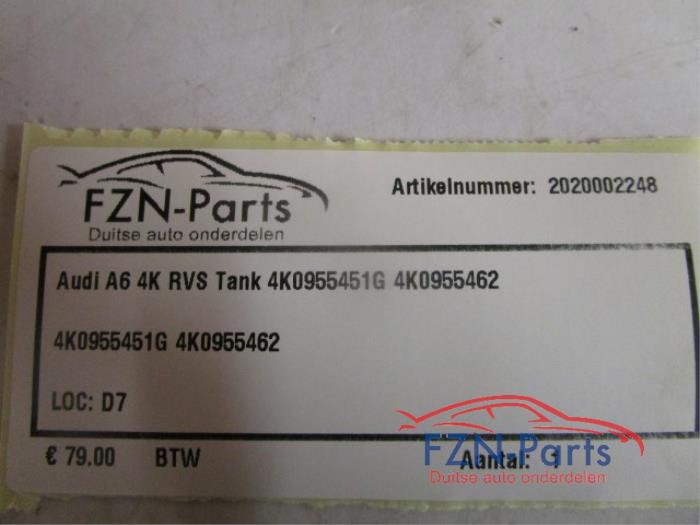 FZN-Parts
Duitse auto onderdelen
Artikelnummer: 2020002248
Audi A6 4K RVS Tank 4K0955451G 4K0955462
4K0955451G 4K0955462
LOC: D7
€ 79.00 BTW Aantal: 1
FZN-Parts
Duitse auto onderdelen